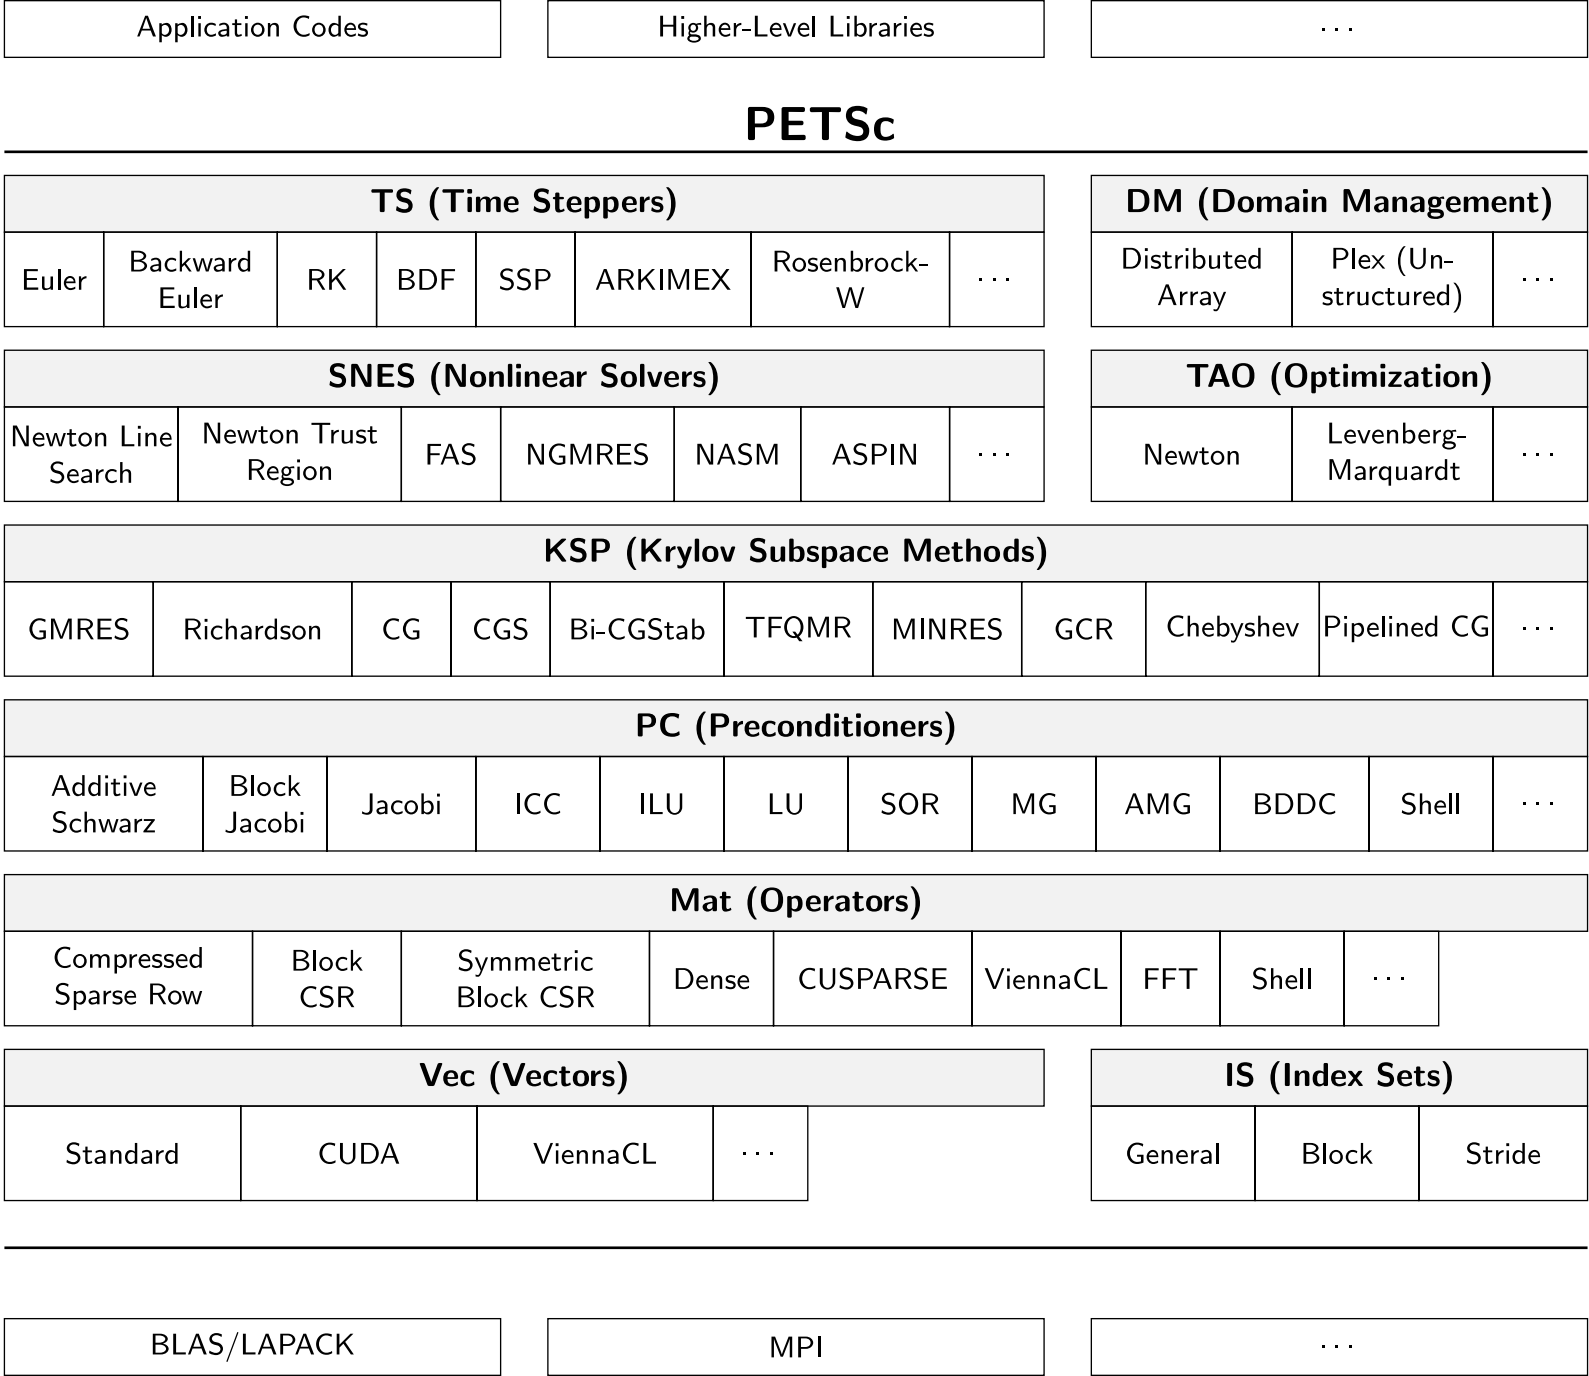 Application Codes
Higher-Level Libraries
...
PETSc
TS (Time Steppers)
Euler
Backward
Euler
RK
BDF
SSP
ARKIMEX
Rosenbrock-
W
...
DM (Domain Management)
Distributed
Array
Plex (Un-
structured)
...
SNES (Nonlinear Solvers)
Newton Line
Search
Newton Trust
Region
FAS
NGMRES
NASM
ASPIN
...
TAO (Optimization)
Newton
Levenberg-
Marquardt
...
KSP (Krylov Subspace Methods)
GMRES
Richardson
CG
CGS
Bi-CGStab
TFQMR
MINRES
GCR
Chebyshev
Pipelined CG
...
PC (Preconditioners)
Additive
Schwarz
Block
Jacobi
Jacobi
ICC
ILU
LU
SOR
MG
AMG
BDDC
Shell
...
Mat (Operators)
Compressed
Sparse Row
Block
CSR
Symmetric
Block CSR
Dense
CUSPARSE
ViennaCL
FFT
Shell
...
Vec (Vectors)
Standard
CUDA
ViennaCL
...
IS (Index Sets)
General
Block
Stride
BLAS/LAPACK
MPI
...